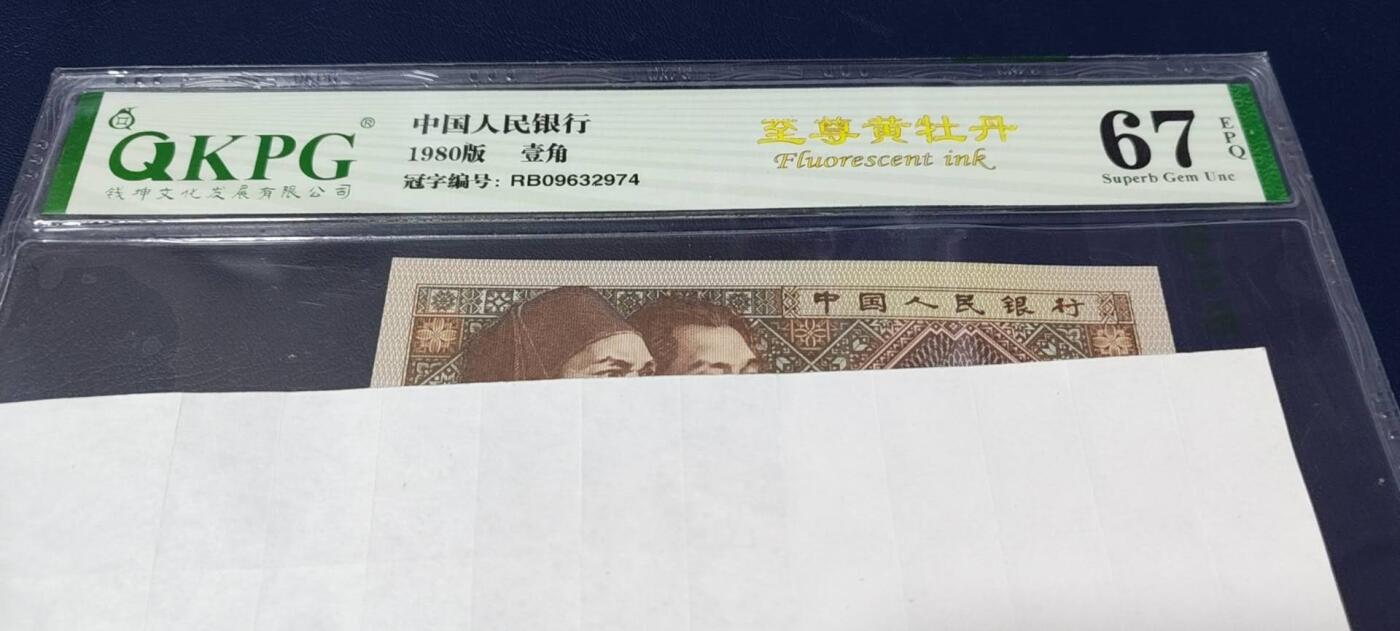 QKPG®
钱坤文化发展有限公司
中国人民银行
1980版 壹角
冠字编号: RB09632974
至尊黄牡丹
Fluorescent ink
67
EPQ
Superb Gem Unc
中国人民银行